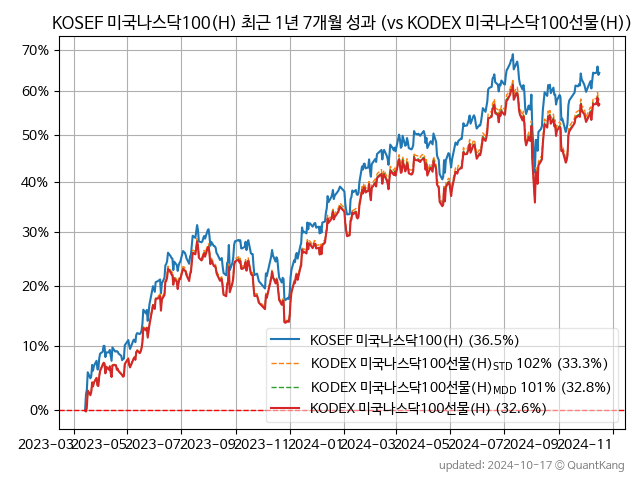 KOSEF 미국나스닥100(H) 최근 1년 7개월 성과 (vs KODEX 미국나스닥100선물(H))
70%
60%
50%
40%
30%
20%
10%
0%
KOSEF 미국나스닥100(H) (36.5%)
KODEX 미국나스닥100선물(H)STD 102% (33.3%)
KODEX 미국나스닥100선물(H)MDD 101% (32.8%)
KODEX 미국나스닥100선물(H) (32.6%)
2023-03 2023-05 2023-07 2023-09 2023-11 2024-01 2024-03 2024-05 2024-07 2024-09 2024-11
updated: 2024-10-17 © QuantKang